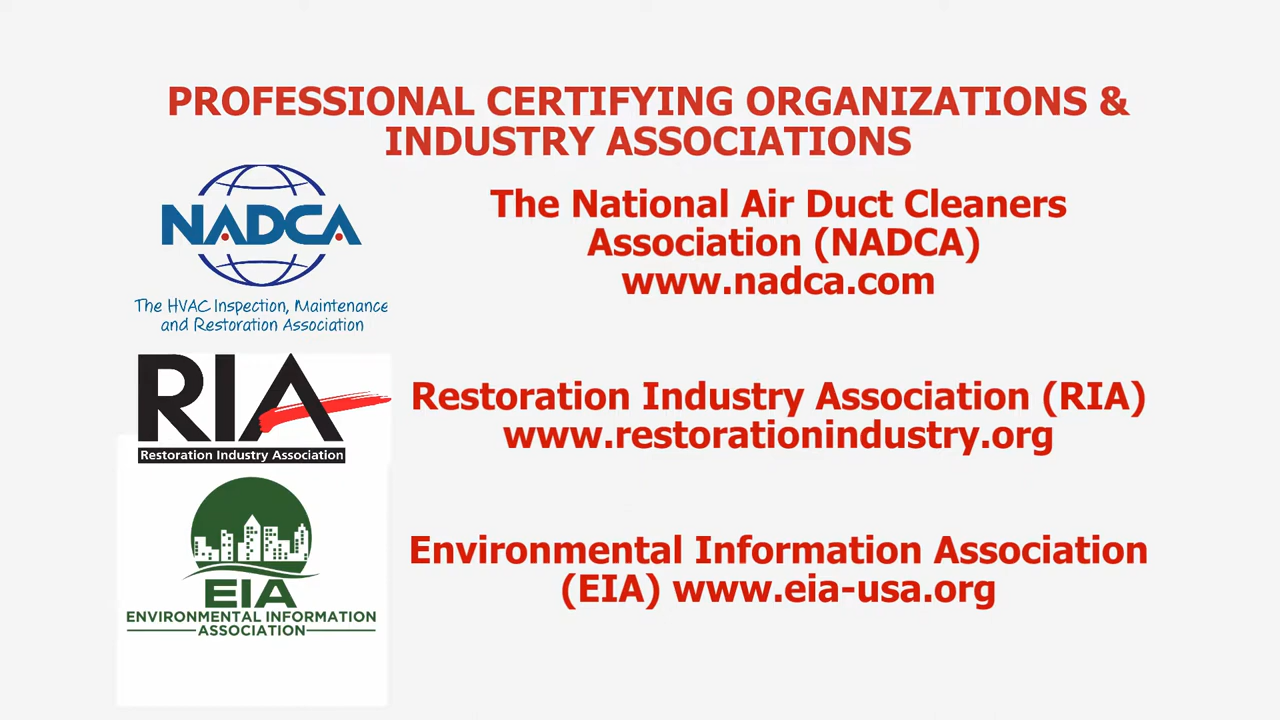 PROFESSIONAL CERTIFYING ORGANIZATIONS &
INDUSTRY ASSOCIATIONS
NADCA
The HVAC Inspection, Maintenance
and Restoration Association
The National Air Duct Cleaners
Association (NADCA)
www.nadca.com
RIA
Restoration Industry Association
Restoration Industry Association (RIA)
www.restorationindustry.org
EIA
ENVIRONMENTAL INFORMATION
ASSOCIATION
Environmental Information Association
(EIA) www.eia-usa.org